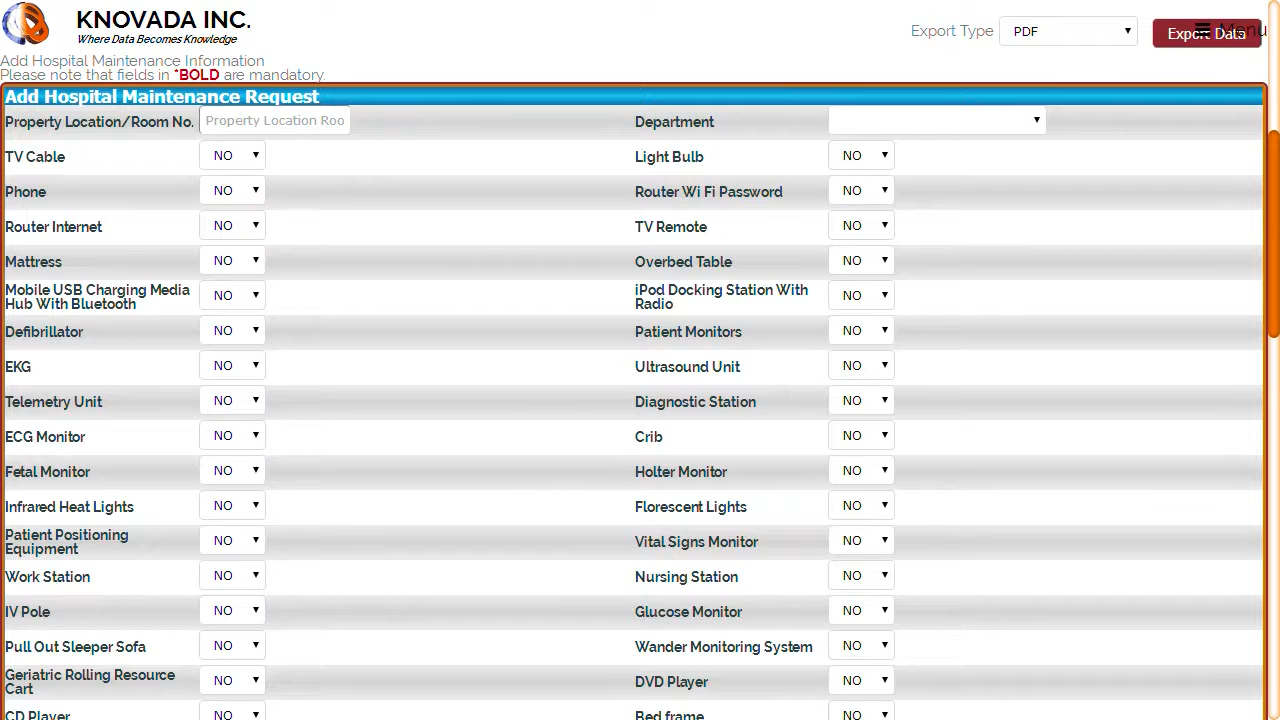 KNOVADA INC.
Where Data Becomes Knowledge
Export Type PDF Export Data Menu
Add Hospital Maintenance Information
Please note that fields in *BOLD are mandatory.
Add Hospital Maintenance Request
Property Location/Room No. Property Location Roo Department
TV Cable NO Light Bulb NO
Phone NO Router Wi Fi Password NO
Router Internet NO TV Remote NO
Mattress NO Overbed Table NO
Mobile USB Charging Media
Hub With Bluetooth NO
iPod Docking Station With
Radio NO
Defibrillator NO Patient Monitors NO
EKG NO Ultrasound Unit NO
Telemetry Unit NO Diagnostic Station NO
ECG Monitor NO Crib NO
Fetal Monitor NO Holter Monitor NO
Infrared Heat Lights NO Florescent Lights NO
Patient Positioning
Equipment NO Vital Signs Monitor NO
Work Station NO Nursing Station NO
IV Pole NO Glucose Monitor NO
Pull Out Sleeper Sofa NO Wander Monitoring System NO
Geriatric Rolling Resource
Cart NO DVD Player NO
CD Player NO Bed frame NO